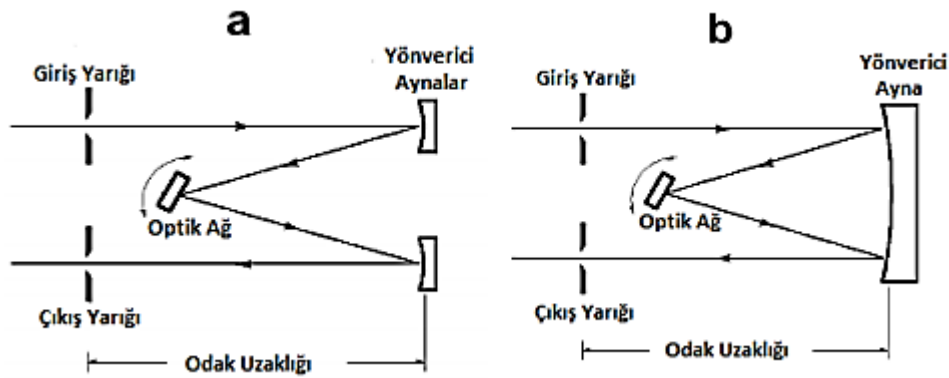 a
Giriş Yarığı
Yönverici
Aynalar
Optik Ağ
Çıkış Yarığı
Odak Uzaklığı
b
Giriş Yarığı
Yönverici
Ayna
Optik Ağ
Çıkış Yarığı
Odak Uzaklığı